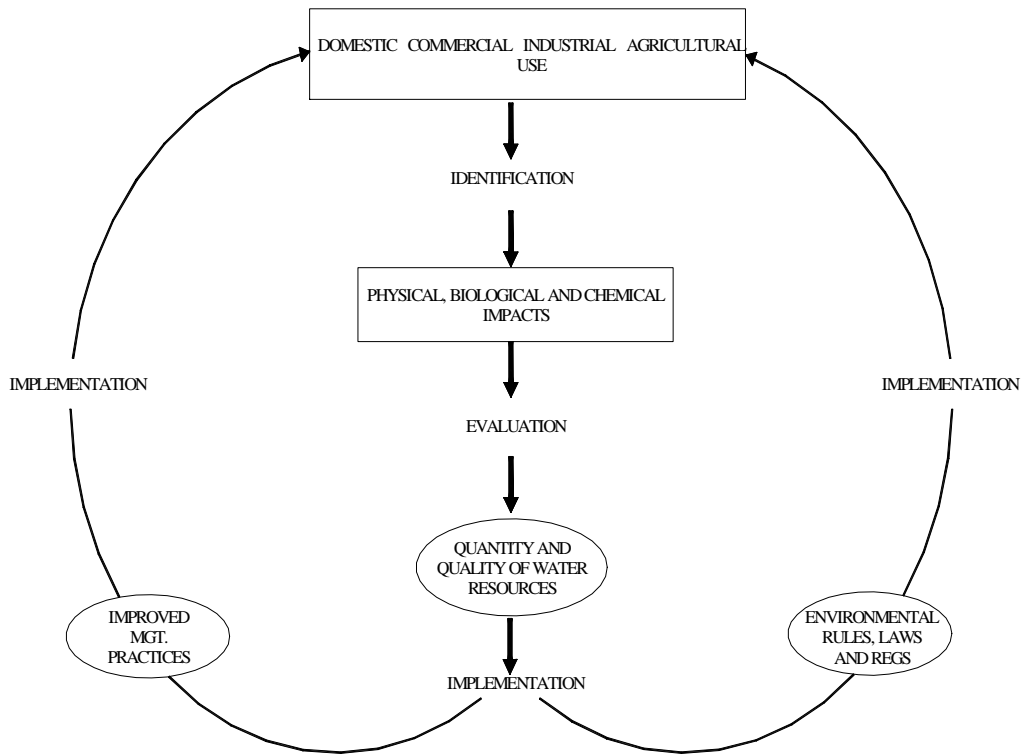 DOMESTIC COMMERCIAL INDUSTRIAL AGRICULTURAL
USE
IDENTIFICATION
PHYSICAL, BIOLOGICAL AND CHEMICAL
IMPACTS
IMPLEMENTATION
IMPLEMENTATION
EVALUATION
QUANTITY AND
QUALITY OF WATER
RESOURCES
IMPROVED
MGT.
PRACTICES
ENVIRONMENTAL
RULES, LAWS
AND REGS
IMPLEMENTATION